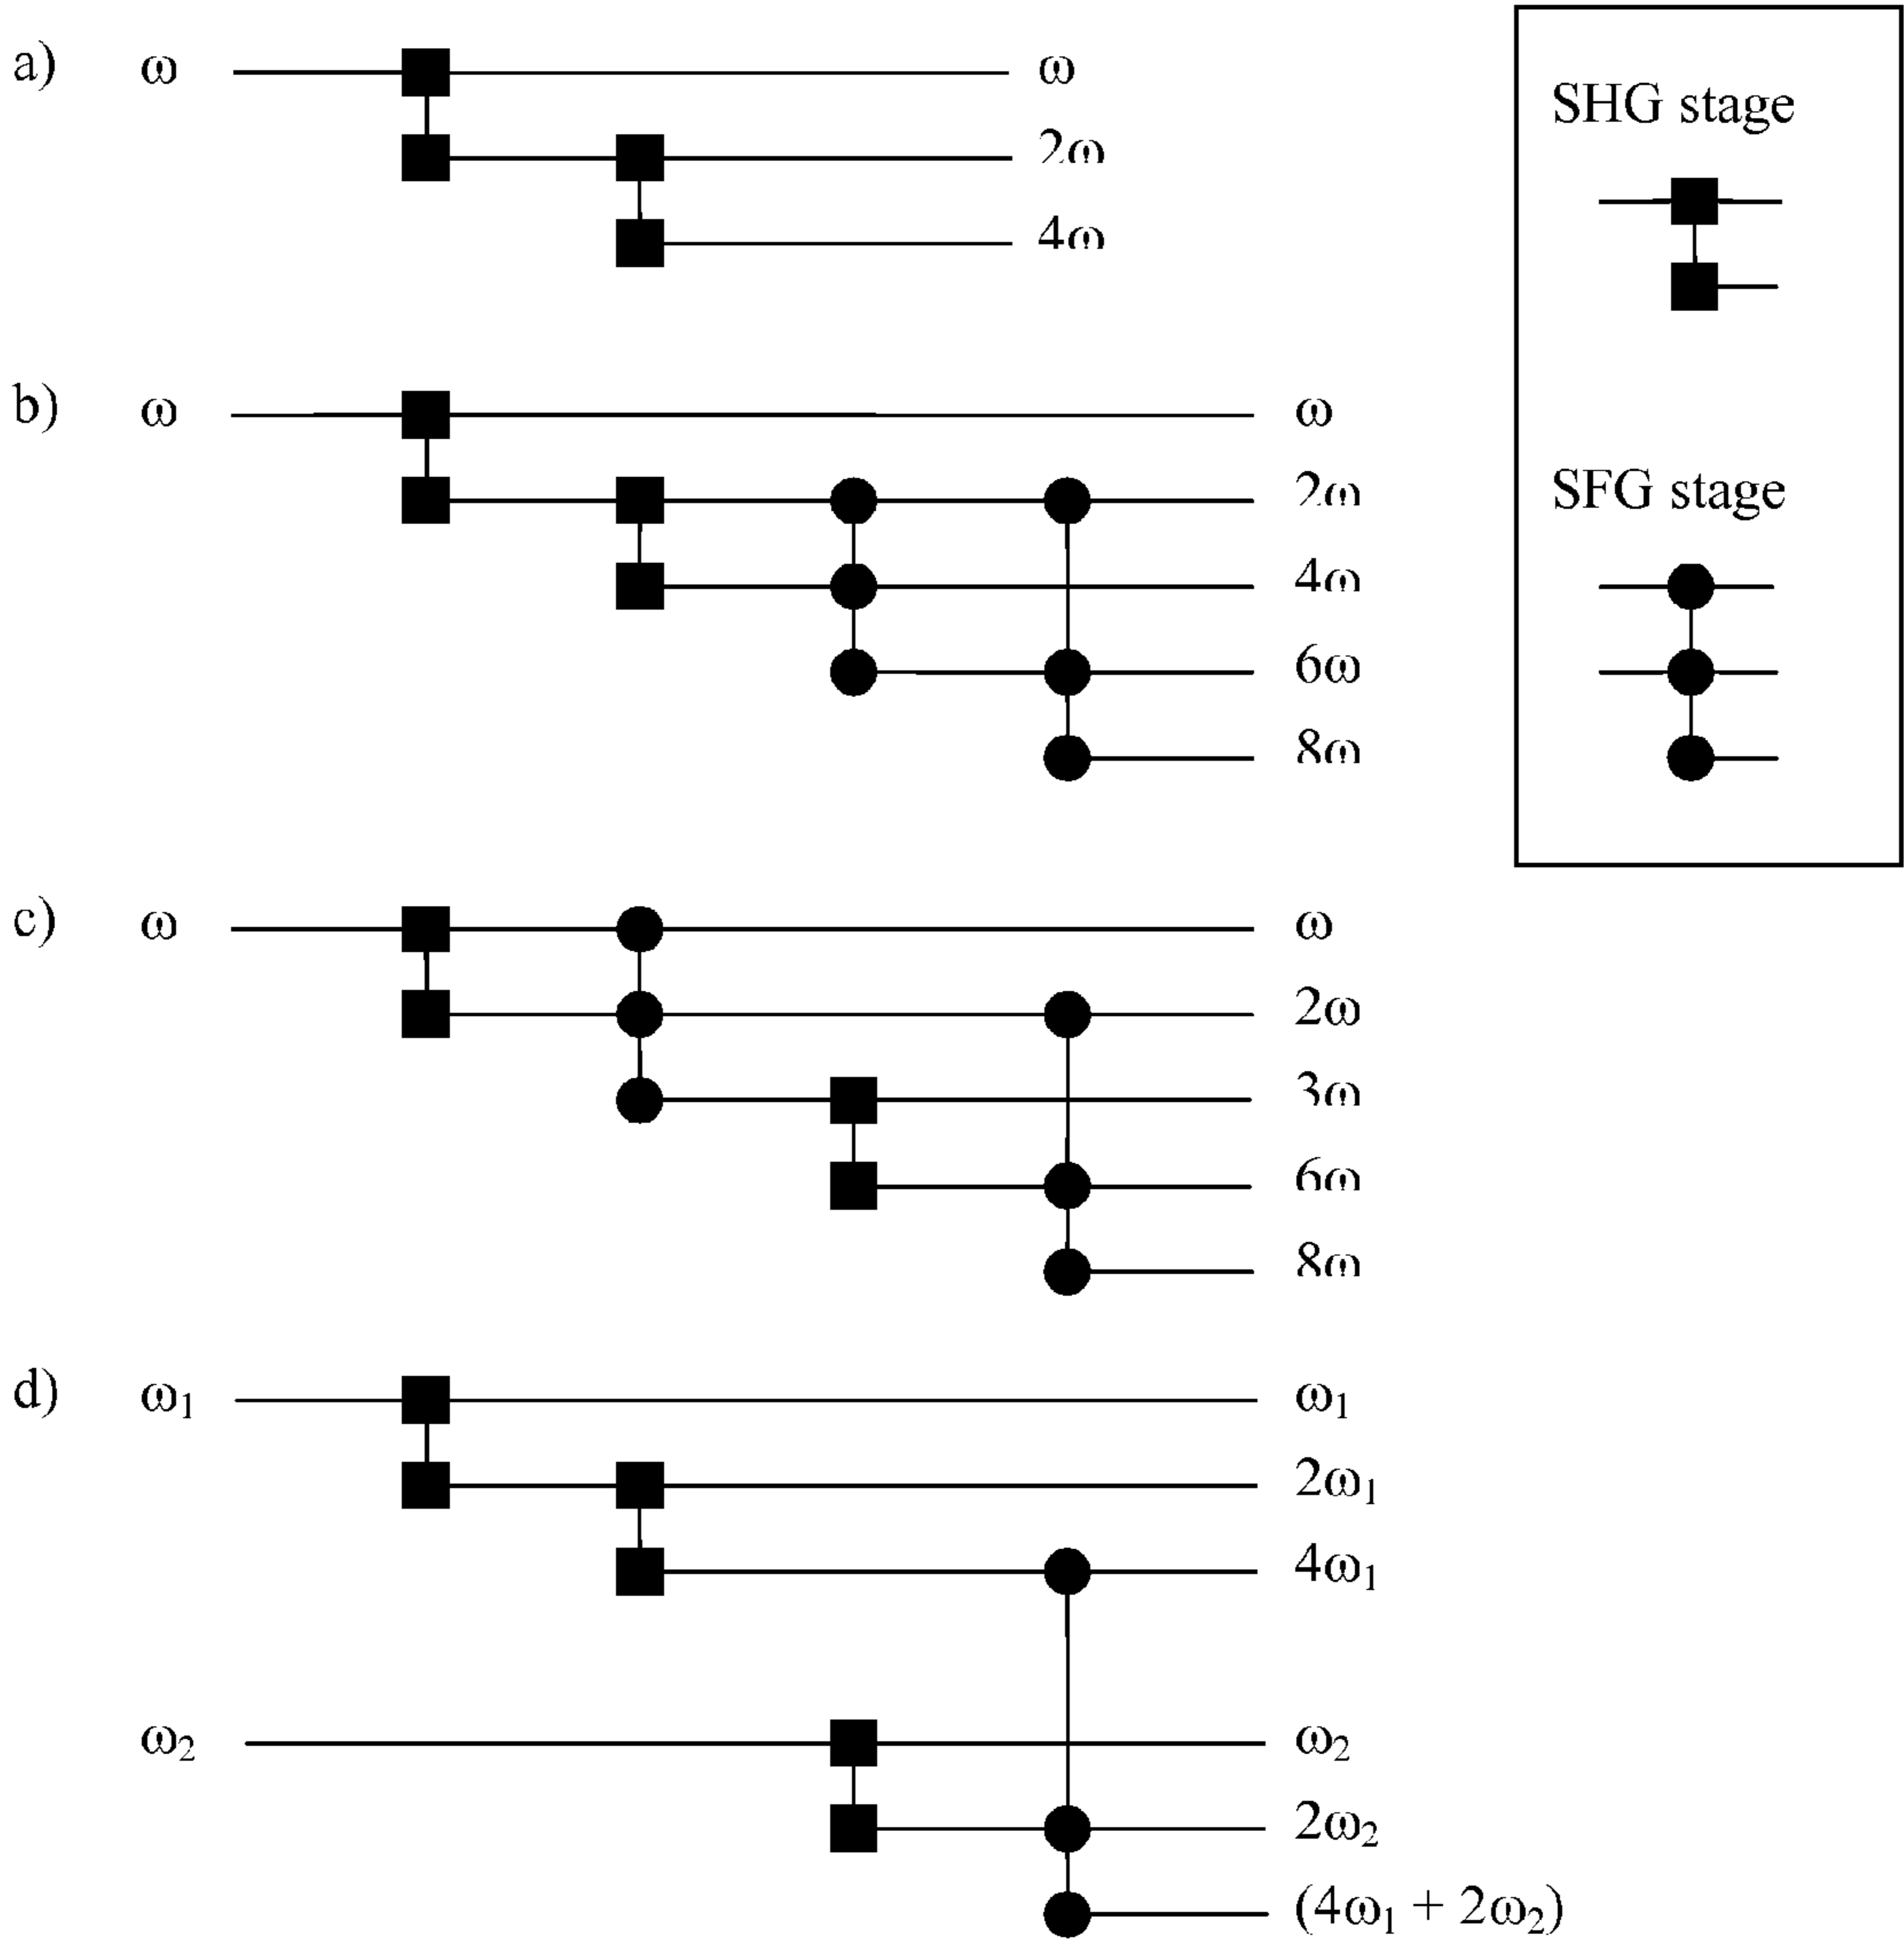 a) ω ω
2ω
4ω
SHG stage
b) ω ω
2ω
4ω
6ω
8ω
SFG stage
c) ω ω
2ω
3ω
6ω
8ω
d) ω₁ ω₁
2ω₁
4ω₁
ω₂ ω₂
2ω₂
(4ω₁ + 2ω₂)